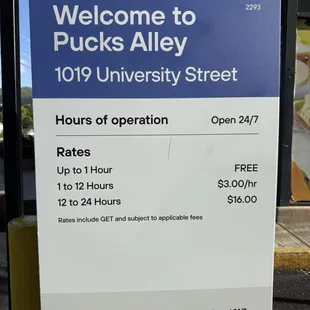 2293
Welcome to
Pucks Alley
1019 University Street
Hours of operation Open 24/7
Rates
Up to 1 Hour FREE
1 to 12 Hours $3.00/hr
12 to 24 Hours $16.00
Rates include GET and subject to applicable fees